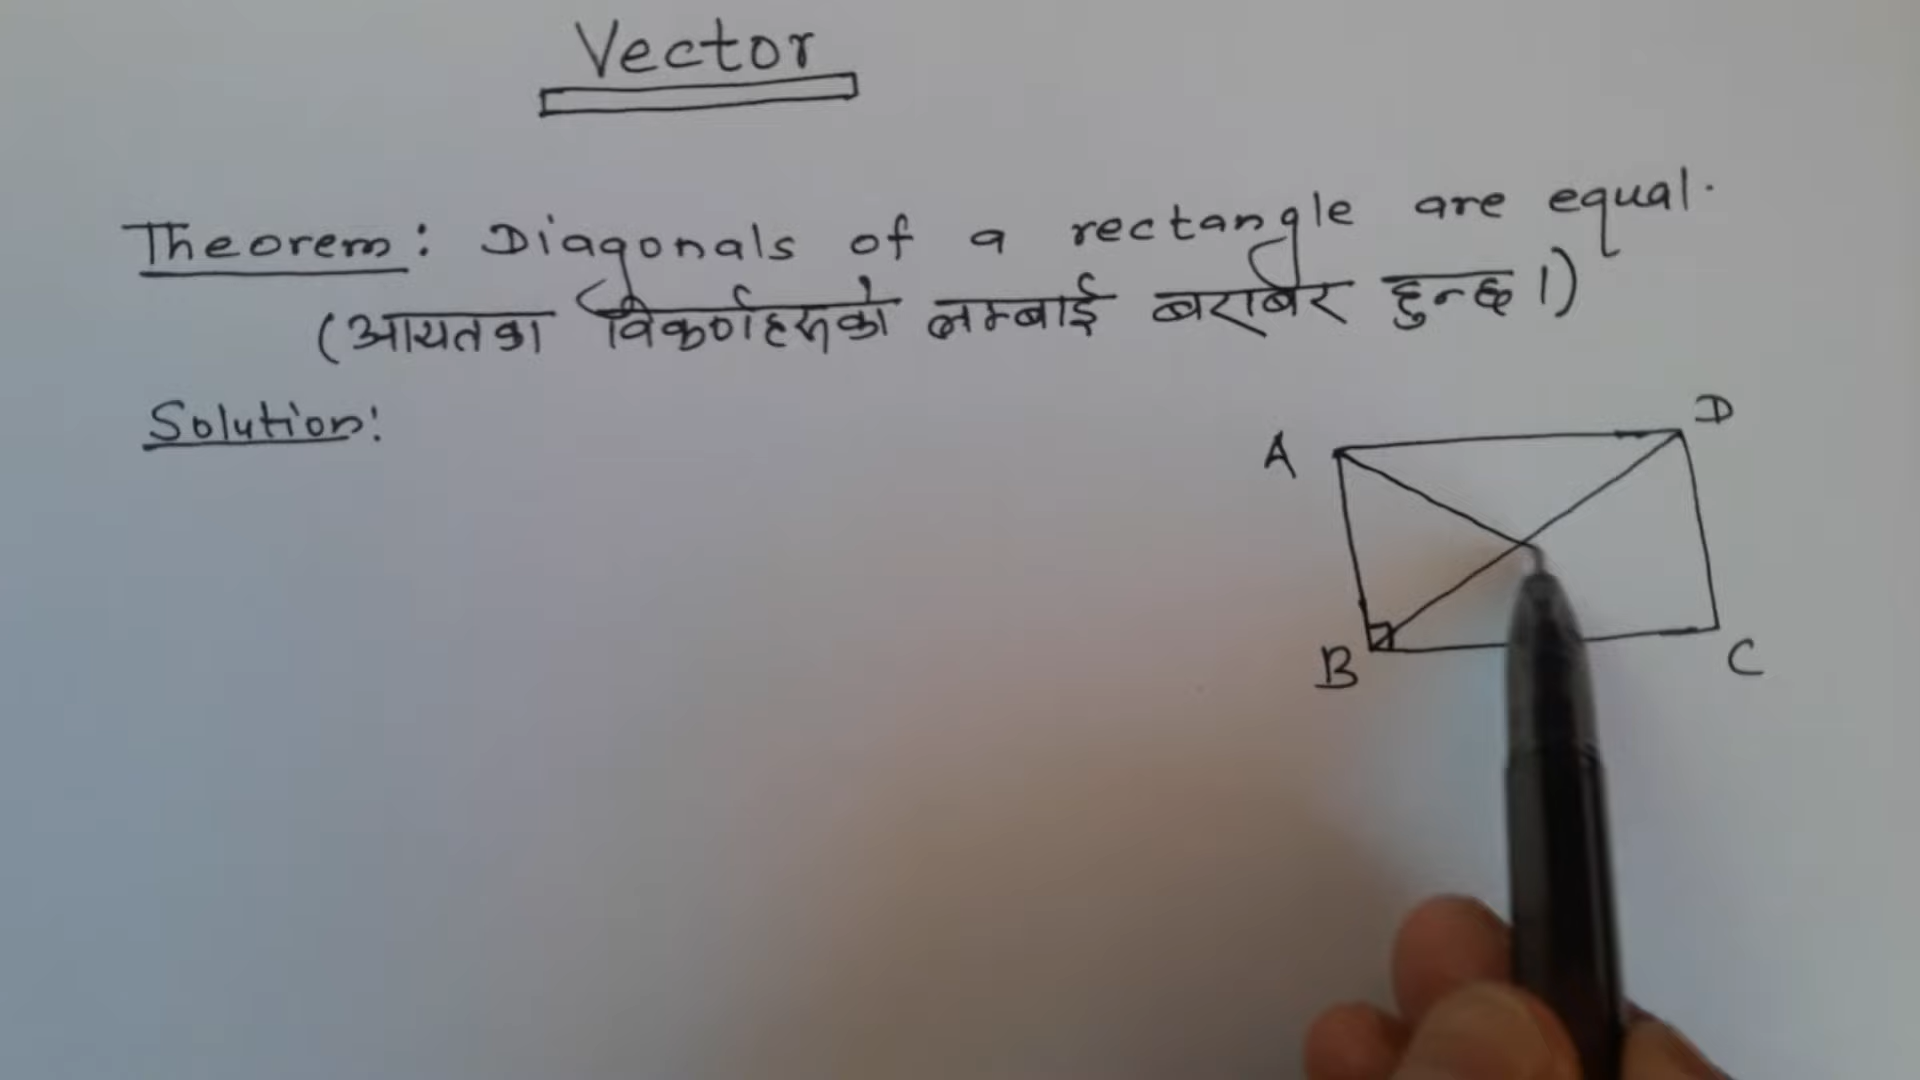 Vector
Theorem: Diagonals of a rectangle are equal.
(आयतका विकर्णहरूको लम्बाई बराबर हुन्छ ।)
Solution:
A D
B C